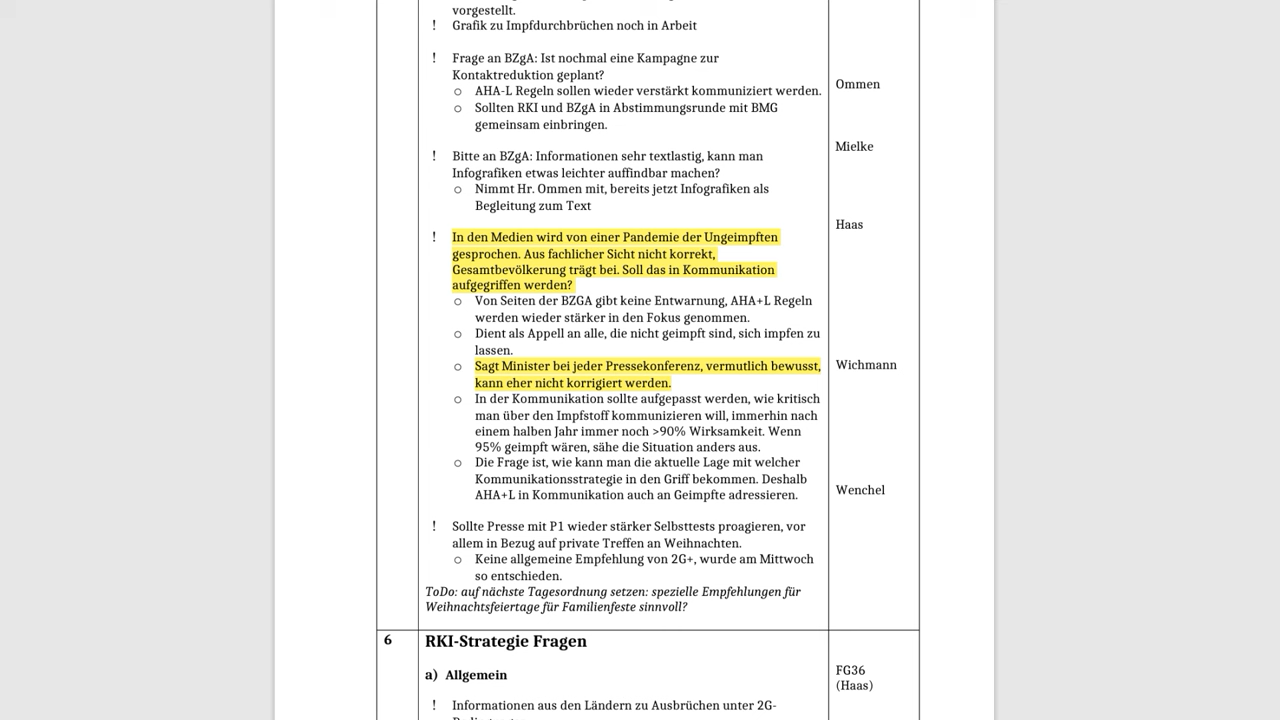 vorgestellt.
! Grafik zu Impfdurchbrüchen noch in Arbeit
! Frage an BZgA: Ist nochmal eine Kampagne zur
Kontaktreduktion geplant?
o AHA-L Regeln sollen wieder verstärkt kommuniziert werden.
o Sollten RKI und BZgA in Abstimmungsrunde mit BMG
gemeinsam einbringen.
Ommen
! Bitte an BZgA: Informationen sehr textlastig, kann man
Infografiken etwas leichter auffindbar machen?
o Nimmt Hr. Ommen mit, bereits jetzt Infografiken als
Begleitung zum Text
Mielke
! In den Medien wird von einer Pandemie der Ungeimpften
gesprochen. Aus fachlicher Sicht nicht korrekt,
Gesamtbevölkerung trägt bei. Soll das in Kommunikation
aufgegriffen werden?
Haas
o Von Seiten der BZGA gibt keine Entwarnung, AHA+L Regeln
werden wieder stärker in den Fokus genommen.
o Dient als Appell an alle, die nicht geimpft sind, sich impfen zu
lassen.
o Sagt Minister bei jeder Pressekonferenz, vermutlich bewusst,
kann eher nicht korrigiert werden.
Wichmann
o In der Kommunikation sollte aufgepasst werden, wie kritisch
man über den Impfstoff kommunizieren will, immerhin nach
einem halben Jahr immer noch >90% Wirksamkeit. Wenn
95% geimpft wären, sähe die Situation anders aus.
o Die Frage ist, wie kann man die aktuelle Lage mit welcher
Kommunikationsstrategie in den Griff bekommen. Deshalb
AHA+L in Kommunikation auch an Geimpfte adressieren.
Wenchel
! Sollte Presse mit P1 wieder stärker Selbsttests proagieren, vor
allem in Bezug auf private Treffen an Weihnachten.
o Keine allgemeine Empfehlung von 2G+, wurde am Mittwoch
so entschieden.
ToDo: auf nächste Tagesordnung setzen: spezielle Empfehlungen für
Weihnachtsfeiertage für Familienfeste sinnvoll?
6 RKI-Strategie Fragen
a) Allgemein
FG36
(Haas)
! Informationen aus den Ländern zu Ausbrüchen unter 2G-